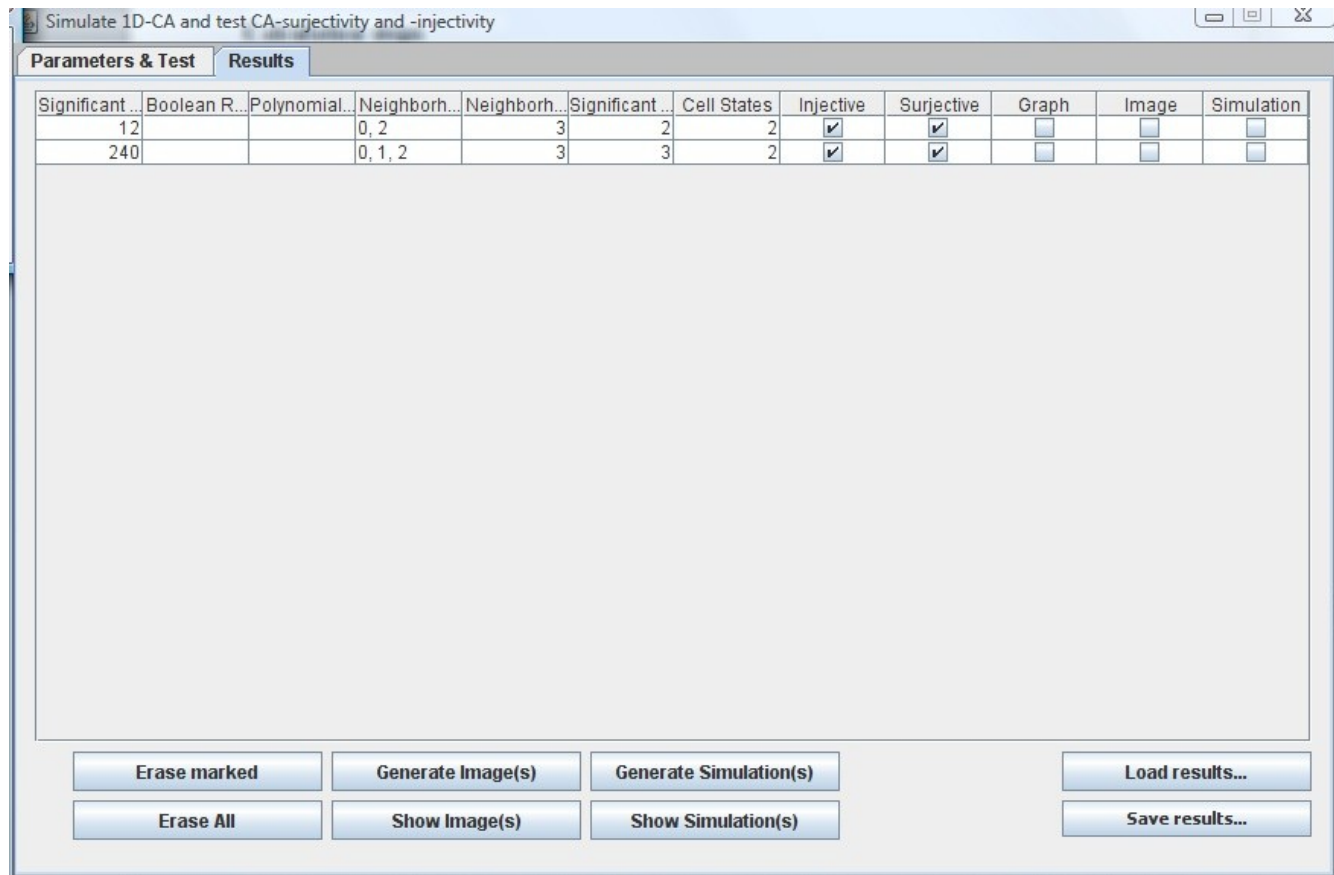 Simulate 1D-CA and test CA-surjectivity and -injectivity
Parameters & Test Results
Significant ... Boolean R... Polynomial... Neighborh... Neighborh... Significant ... Cell States Injective Surjective Graph Image Simulation
12 0, 2 3 2 2
240 0, 1, 2 3 3 2
Erase marked Generate Image(s) Generate Simulation(s) Load results...
Erase All Show Image(s) Show Simulation(s) Save results...